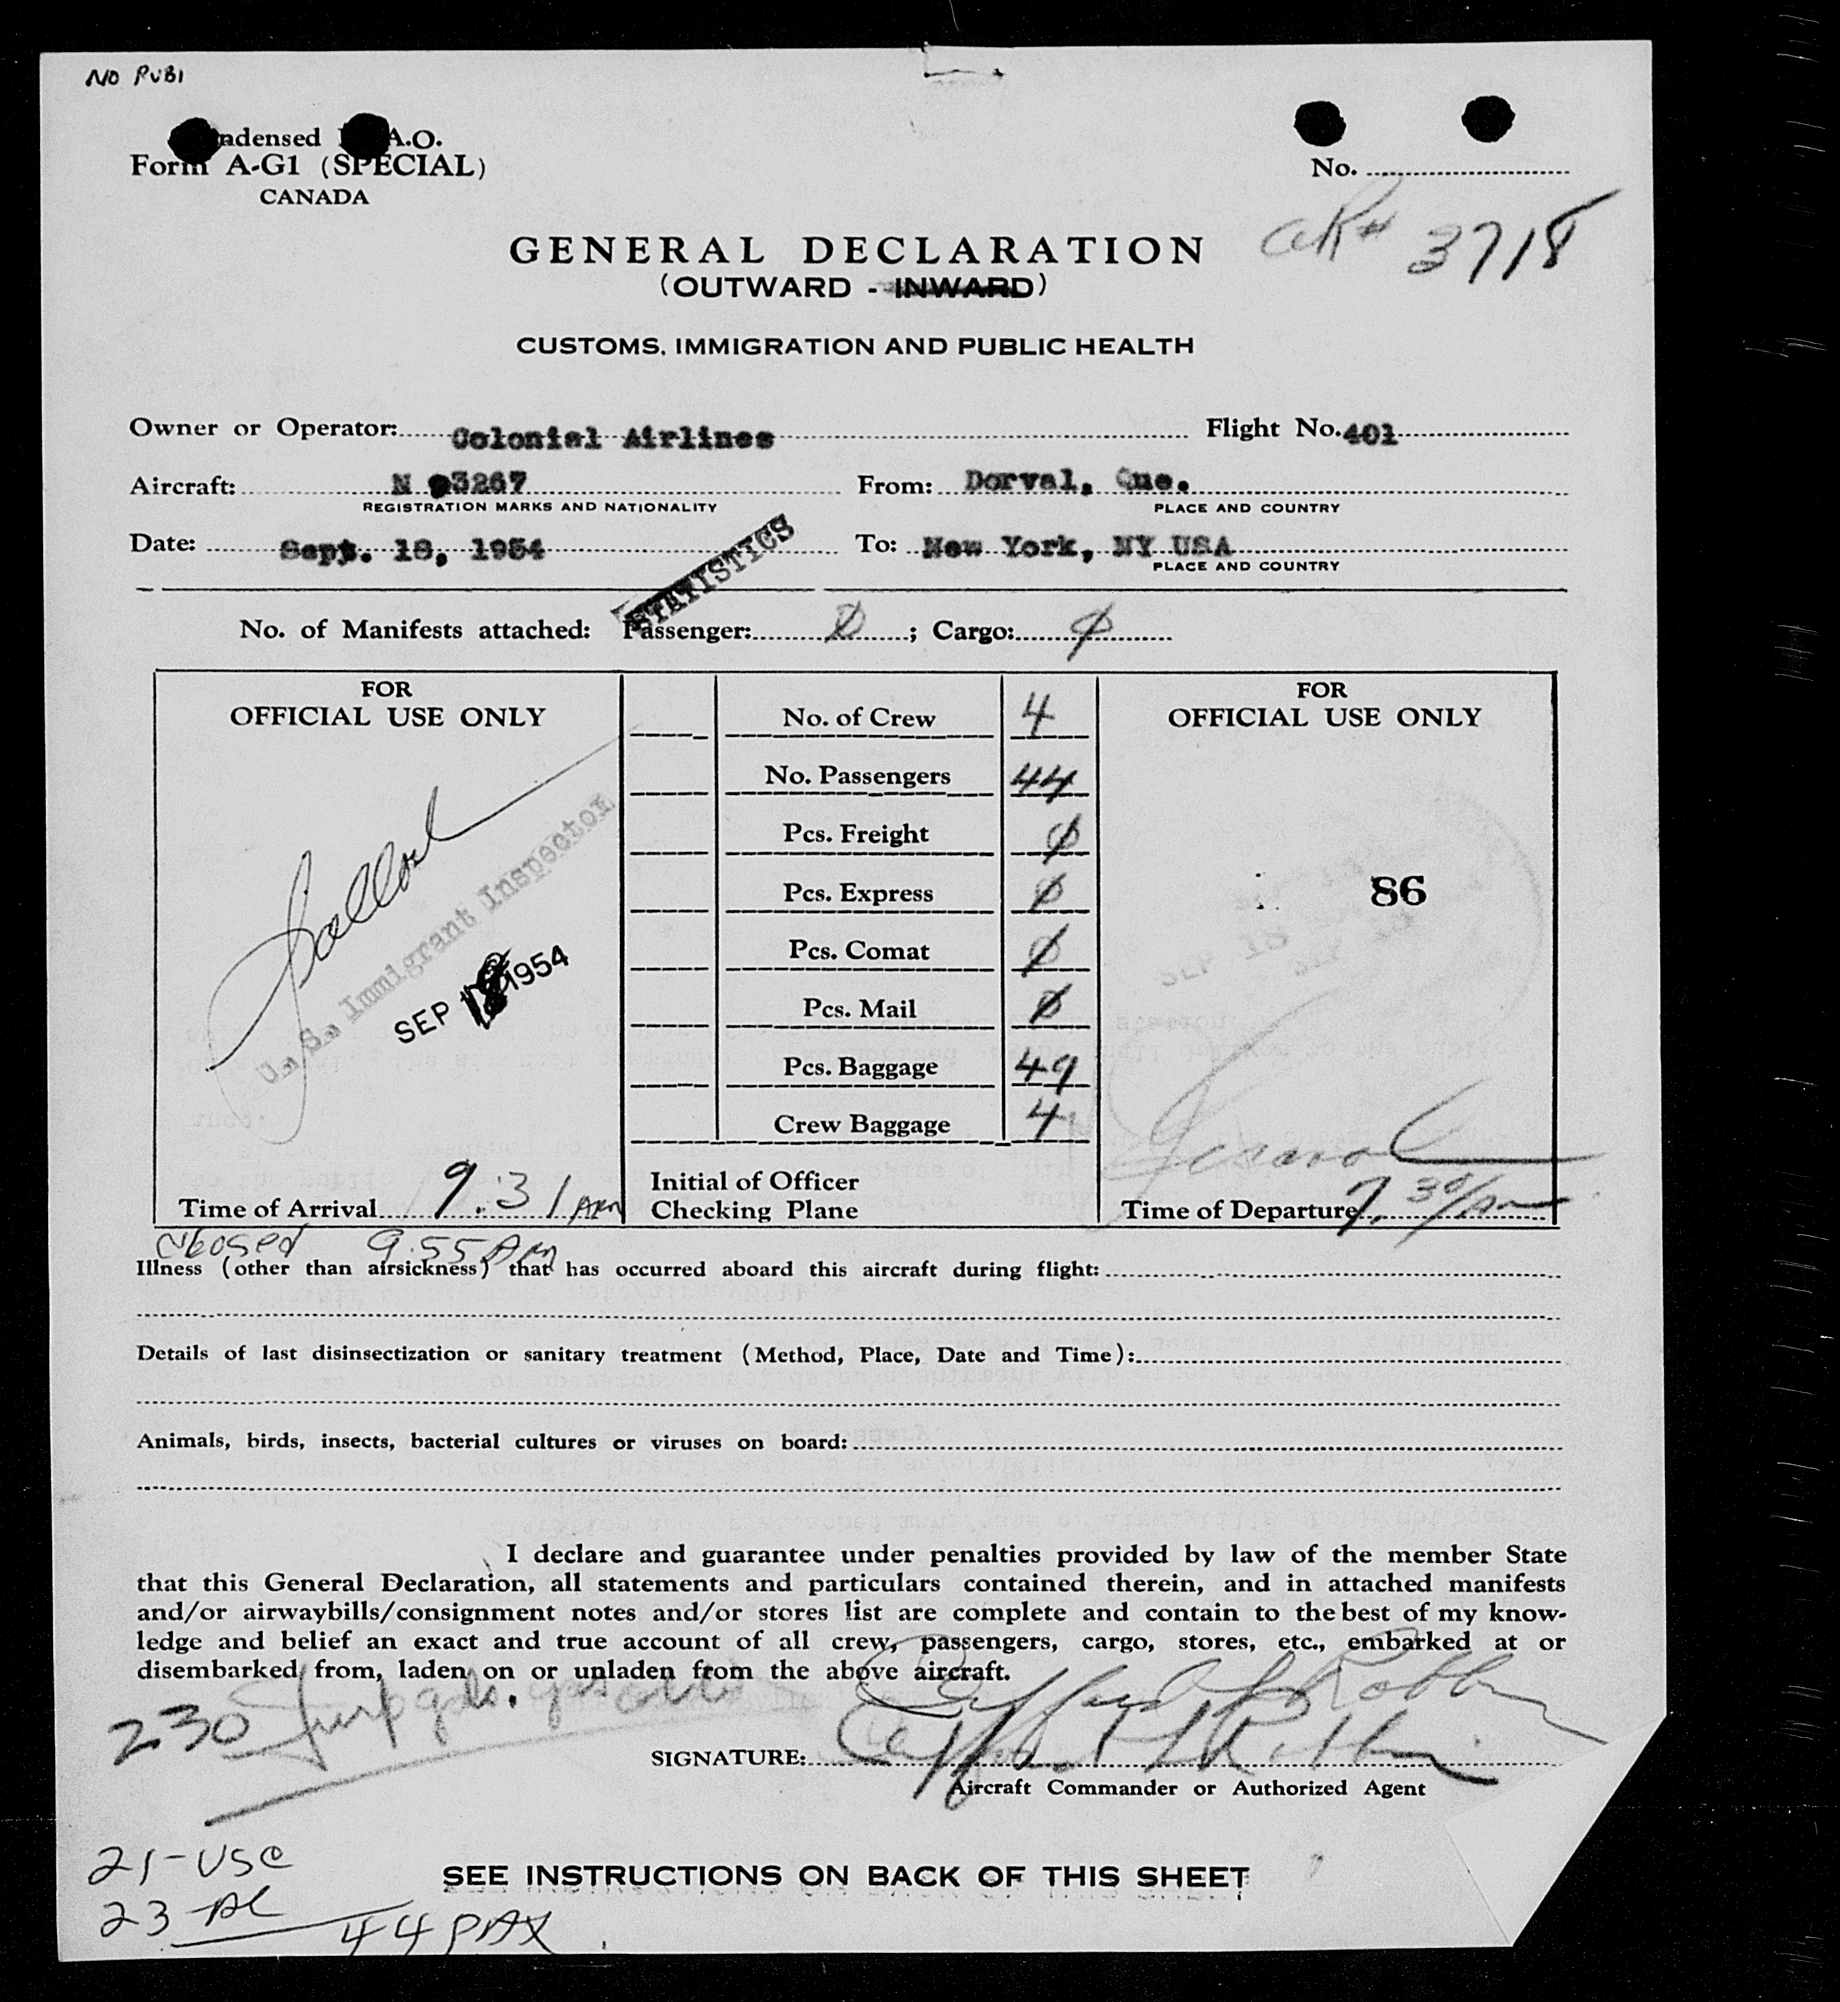 NO PUBI
ndensed A.O.
Form A-G1 (SPECIAL)
CANADA
No.
3718
GENERAL DECLARATION
(OUTWARD - INWARD)
CUSTOMS, IMMIGRATION AND PUBLIC HEALTH
Owner or Operator: Colonial Airlines Flight No. 401
Aircraft: N 93267 From: Dorval, Que.
REGISTRATION MARKS AND NATIONALITY PLACE AND COUNTRY
Date: Sept. 18, 1954 To: New York, NY USA
PLACE AND COUNTRY
STATISTICS
No. of Manifests attached: Passenger: Ø ; Cargo: Ø
FOR
OFFICIAL USE ONLY
U.S. Immigrant Inspector
SEP 18 1954
Time of Arrival 9:31 AM
No. of Crew 4
No. Passengers 44
Pcs. Freight Ø
Pcs. Express Ø
Pcs. Comat Ø
Pcs. Mail Ø
Pcs. Baggage 49
Crew Baggage 4
Initial of Officer
Checking Plane
FOR
OFFICIAL USE ONLY
86
Time of Departure 7.30/AM
9.55 AM
Illness (other than airsickness) that has occurred aboard this aircraft during flight:
Details of last disinsectization or sanitary treatment (Method, Place, Date and Time):
Animals, birds, insects, bacterial cultures or viruses on board:
I declare and guarantee under penalties provided by law of the member State
that this General Declaration, all statements and particulars contained therein, and in attached manifests
and/or airwaybills/consignment notes and/or stores list are complete and contain to the best of my know-
ledge and belief an exact and true account of all crew, passengers, cargo, stores, etc., embarked at or
disembarked from, laden on or unladen from the above aircraft.
230 gals.
SIGNATURE:
Aircraft Commander or Authorized Agent
21-USC
23
44 PAX
SEE INSTRUCTIONS ON BACK OF THIS SHEET